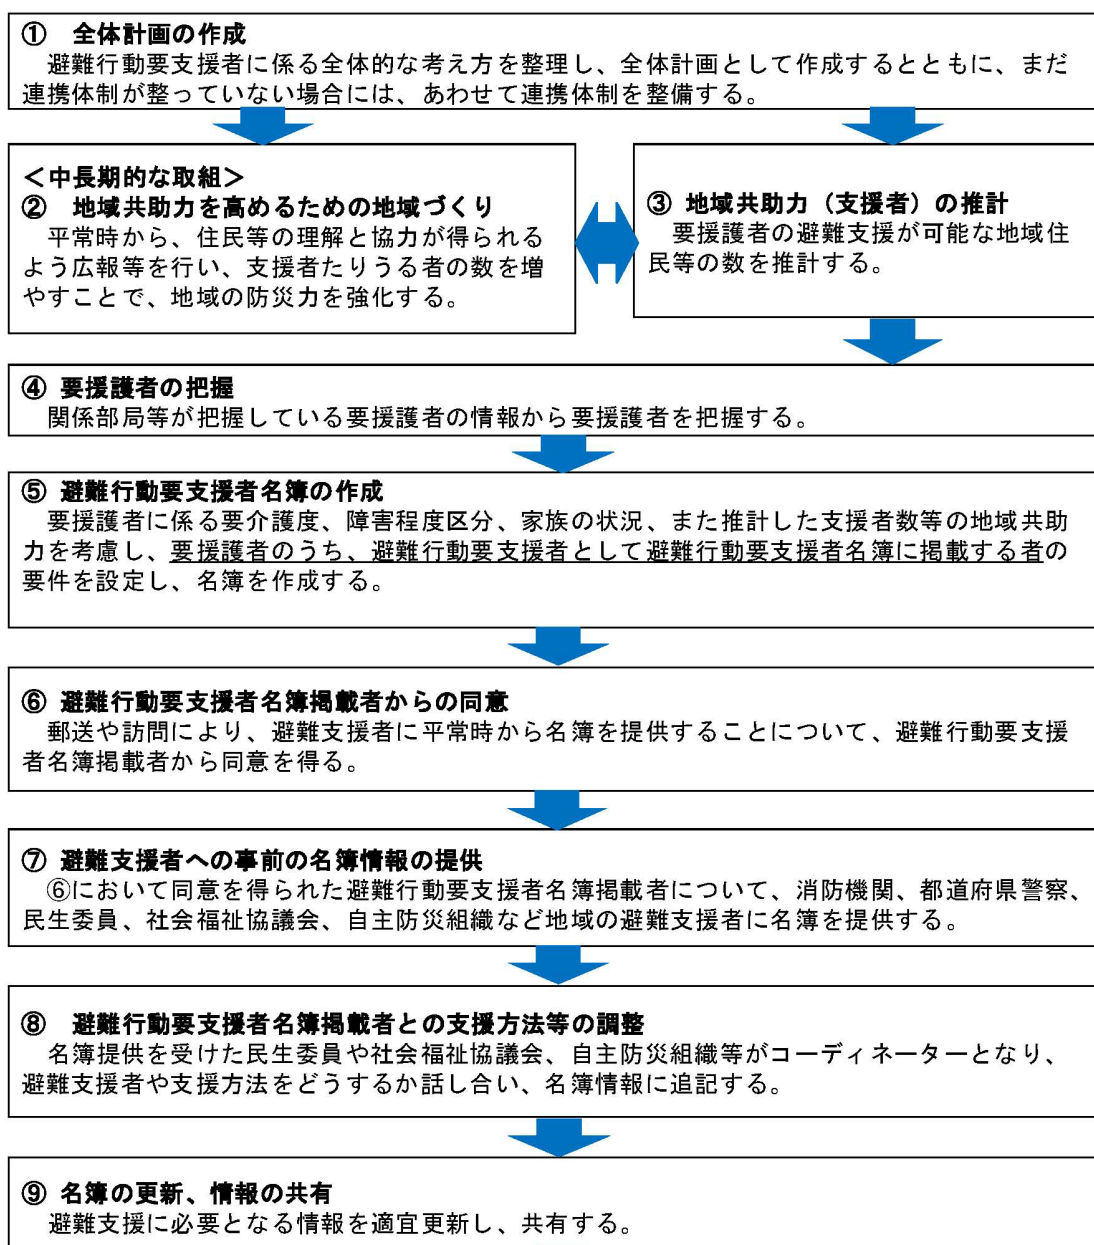 ① 全体計画の作成
避難行動要支援者に係る全体的な考え方を整理し、全体計画として作成するとともに、まだ
連携体制が整っていない場合には、あわせて連携体制を整備する。
＜中長期的な取組＞
② 地域共助力を高めるための地域づくり
平常時から、住民等の理解と協力が得られる
よう広報等を行い、支援者たりうる者の数を増
やすことで、地域の防災力を強化する。
③ 地域共助力（支援者）の推計
要援護者の避難支援が可能な地域住
民等の数を推計する。
④ 要援護者の把握
関係部局等が把握している要援護者の情報から要援護者を把握する。
⑤ 避難行動要支援者名簿の作成
要援護者に係る要介護度、障害程度区分、家族の状況、また推計した支援者数等の地域共助
力を考慮し、要援護者のうち、避難行動要支援者として避難行動要支援者名簿に掲載する者の
要件を設定し、名簿を作成する。
⑥ 避難行動要支援者名簿掲載者からの同意
郵送や訪問により、避難支援者に平常時から名簿を提供することについて、避難行動要支援
者名簿掲載者から同意を得る。
⑦ 避難支援者への事前の名簿情報の提供
⑥において同意を得られた避難行動要支援者名簿掲載者について、消防機関、都道府県警察、
民生委員、社会福祉協議会、自主防災組織など地域の避難支援者に名簿を提供する。
⑧ 避難行動要支援者名簿掲載者との支援方法等の調整
名簿提供を受けた民生委員や社会福祉協議会、自主防災組織等がコーディネーターとなり、
避難支援者や支援方法をどうするか話し合い、名簿情報に追記する。
⑨ 名簿の更新、情報の共有
避難支援に必要となる情報を適宜更新し、共有する。